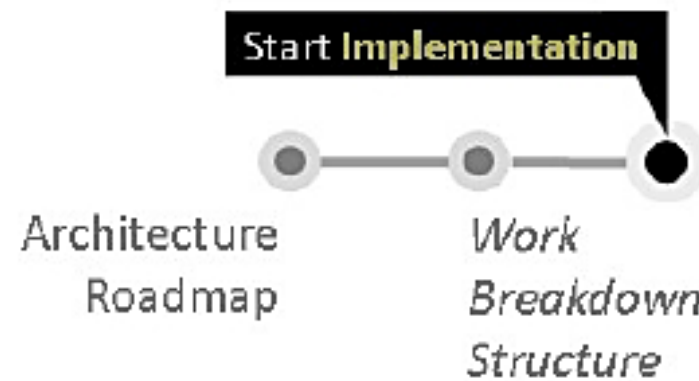 Start Implementation
Architecture
Roadmap
Work
Breakdown
Structure